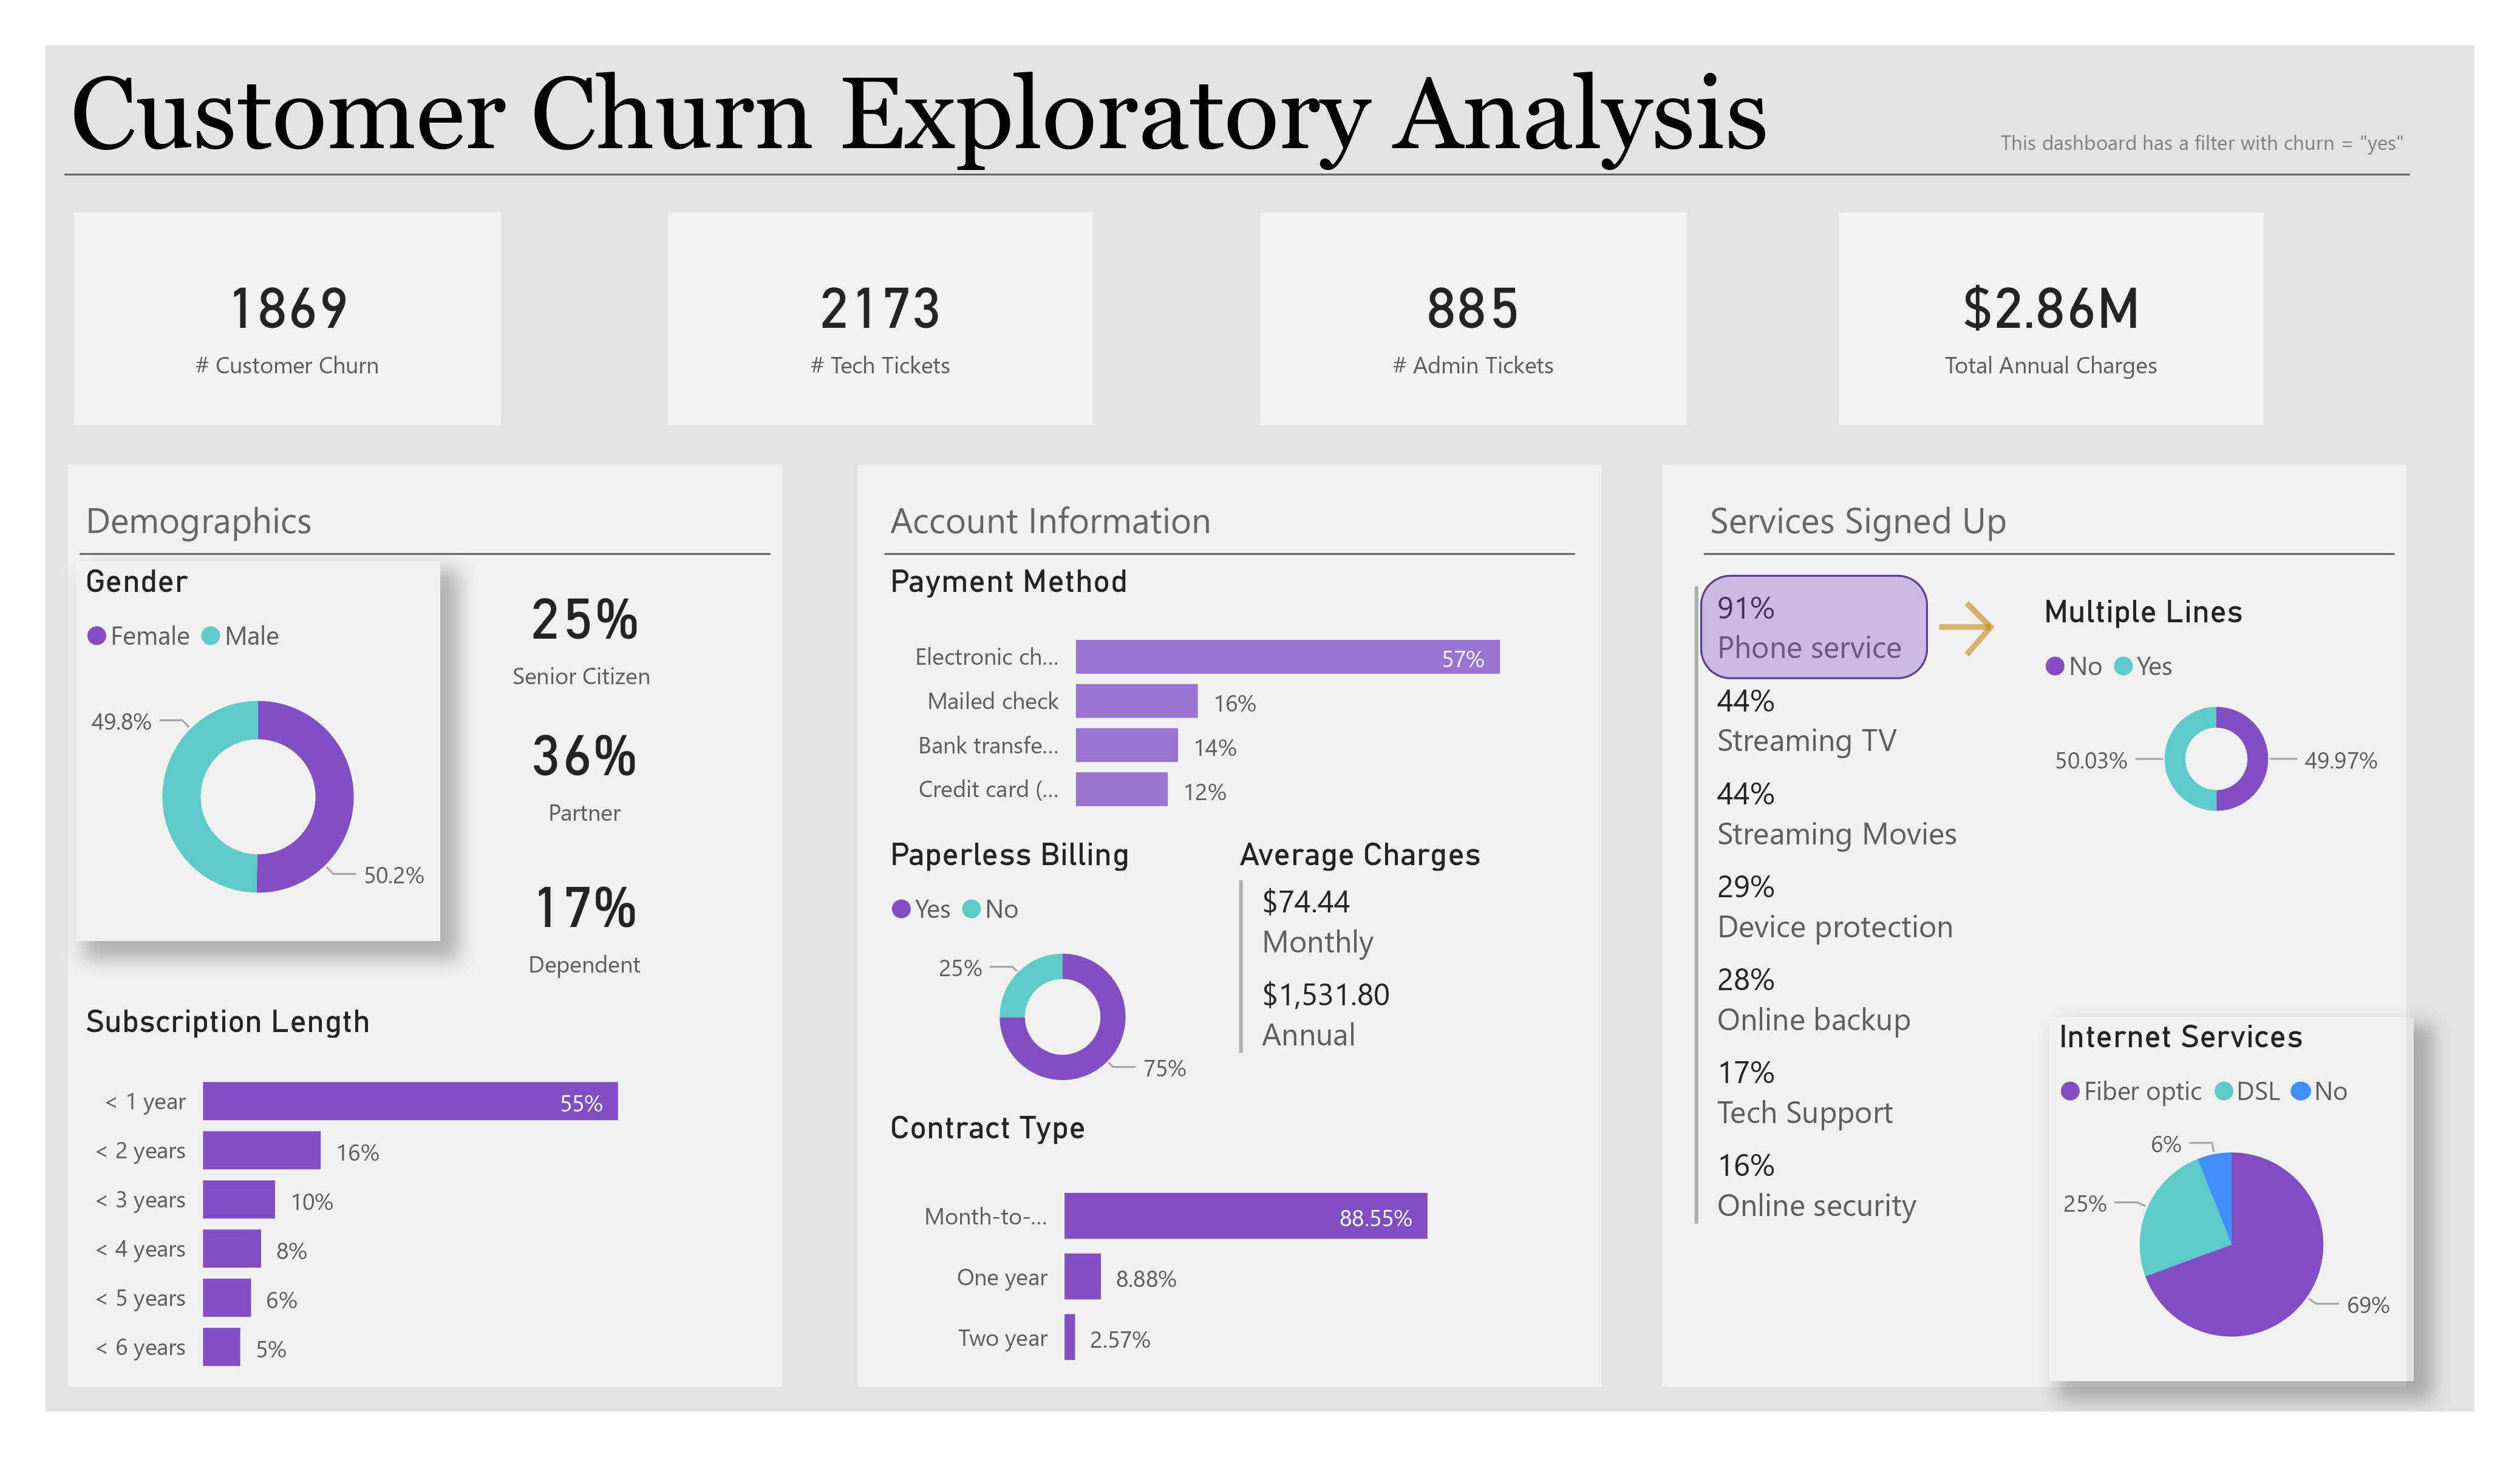 Customer Churn Exploratory Analysis
This dashboard has a filter with churn = "yes"
1869
# Customer Churn
2173
# Tech Tickets
885
# Admin Tickets
$2.86M
Total Annual Charges
Demographics
Gender
Female Male
49.8%
50.2%
25%
Senior Citizen
36%
Partner
17%
Dependent
Subscription Length
< 1 year 55%
< 2 years 16%
< 3 years 10%
< 4 years 8%
< 5 years 6%
< 6 years 5%
Account Information
Payment Method
Electronic ch... 57%
Mailed check 16%
Bank transfe... 14%
Credit card (... 12%
Paperless Billing
Yes No
25%
75%
Average Charges
$74.44
Monthly
$1,531.80
Annual
Contract Type
Month-to-... 88.55%
One year 8.88%
Two year 2.57%
Services Signed Up
91%
Phone service
44%
Streaming TV
44%
Streaming Movies
29%
Device protection
28%
Online backup
17%
Tech Support
16%
Online security
Multiple Lines
No Yes
50.03% 49.97%
Internet Services
Fiber optic DSL No
6%
25%
69%